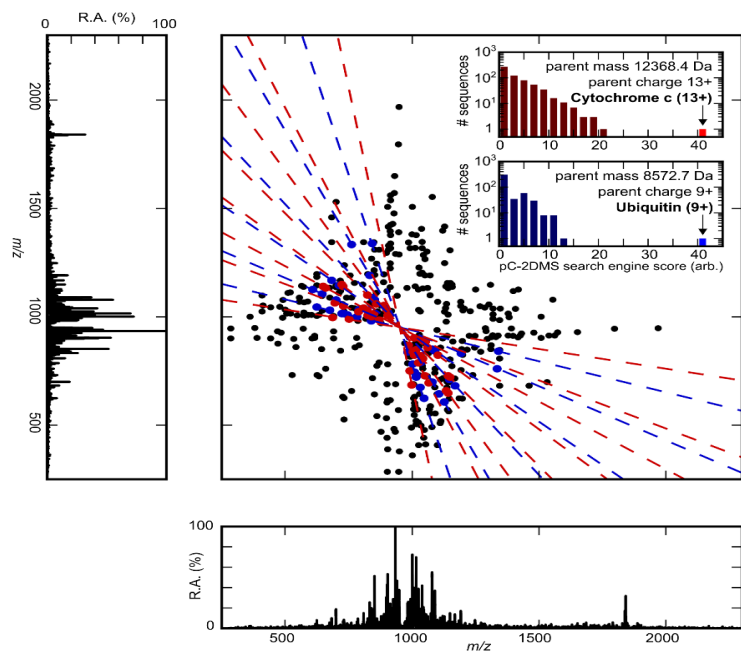 R.A. (%)
0
100
2000
1500
1000
500
m/z
10³
10²
10¹
1
# sequences
parent mass 12368.4 Da
parent charge 13+
Cytochrome c (13+)
0
10
20
30
40
10³
10²
10¹
1
# sequences
parent mass 8572.7 Da
parent charge 9+
Ubiquitin (9+)
0
10
20
30
40
pC-2DMS search engine score (arb.)
100
0
R.A. (%)
500
1000
1500
2000
m/z